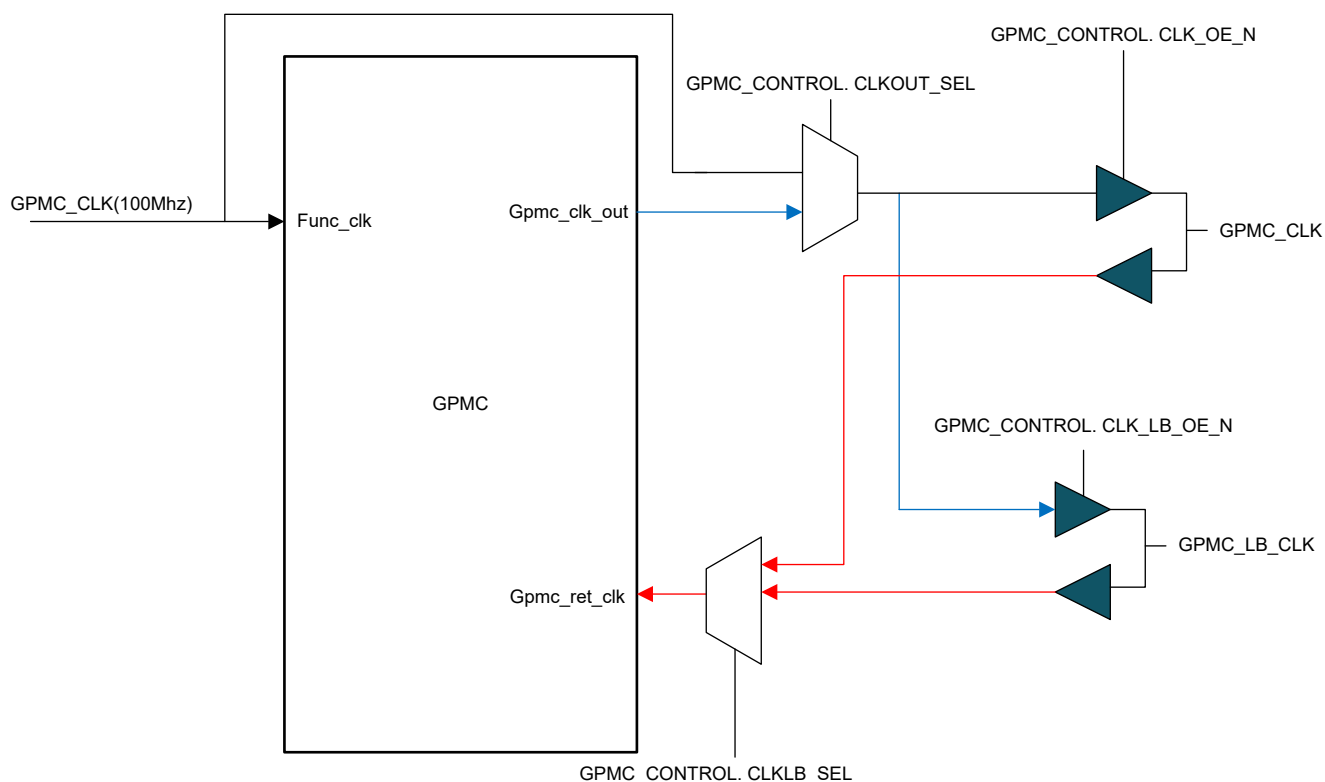 GPMC_CONTROL. CLK_OE_N
GPMC_CONTROL. CLKOUT_SEL
GPMC_CLK(100Mhz)
Func_clk
Gpmc_clk_out
GPMC_CLK
GPMC
GPMC_CONTROL. CLK_LB_OE_N
GPMC_LB_CLK
Gpmc_ret_clk
GPMC_CONTROL. CLKLB_SEL